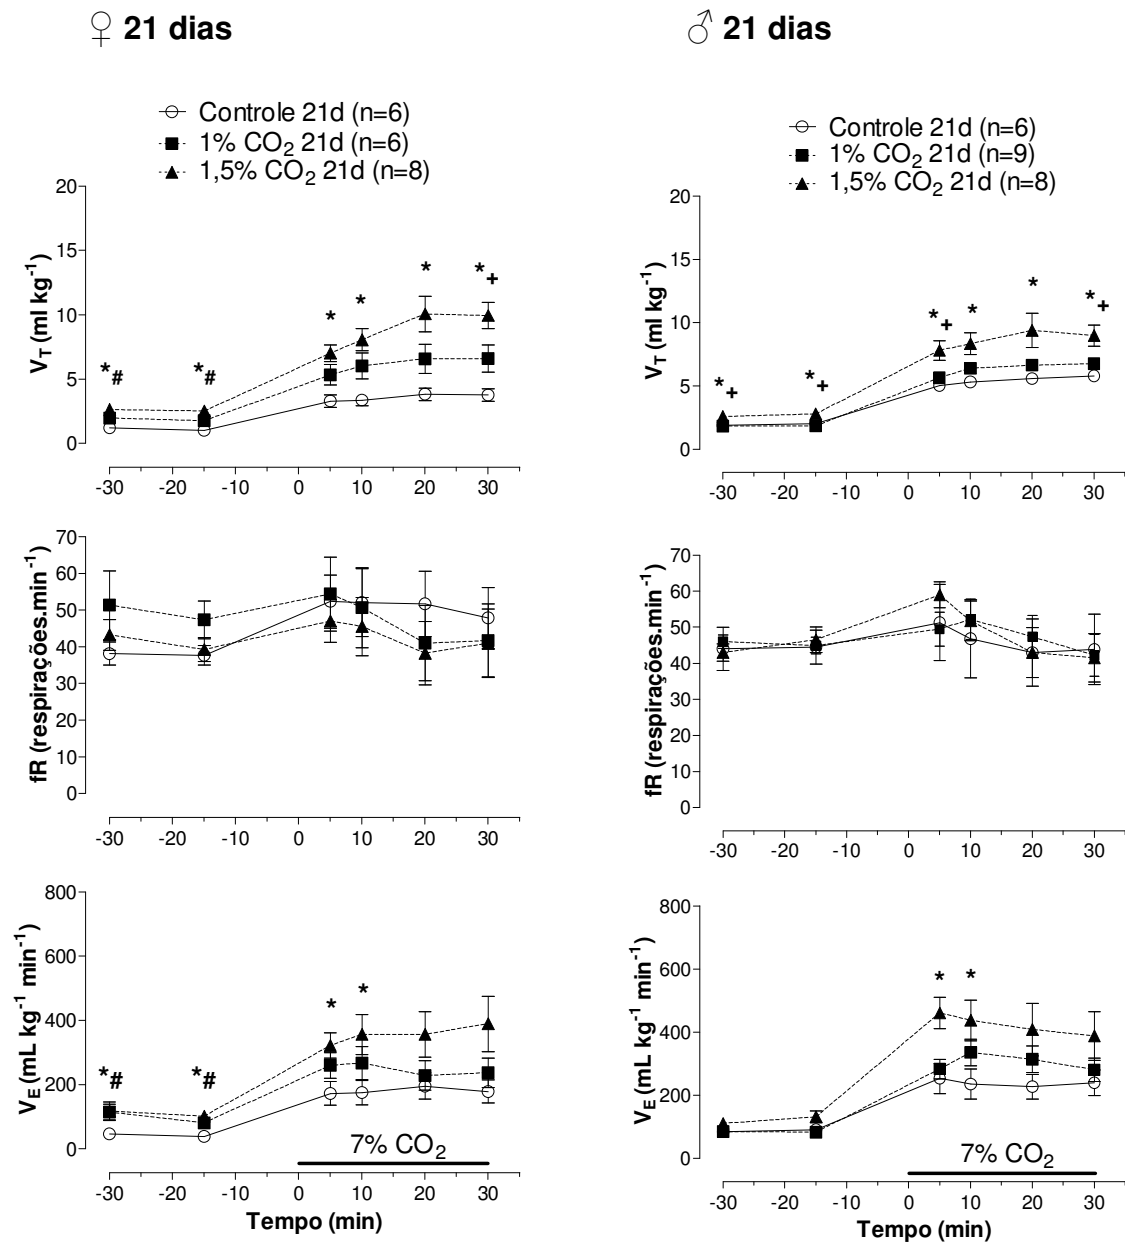 ♀ 21 dias
Controle 21d (n=6)
1% CO₂ 21d (n=6)
1,5% CO₂ 21d (n=8)
20
15
10
5
0
V_T (ml kg⁻¹)
*# *# * * * *+
-30 -20 -10 0 10 20 30
70
60
50
40
30
20
10
0
fR (respirações.min⁻¹)
-30 -20 -10 0 10 20 30
800
600
400
200
0
V_E (mL kg⁻¹ min⁻¹)
*# *# * *
7% CO₂
-30 -20 -10 0 10 20 30
Tempo (min)
♂ 21 dias
Controle 21d (n=6)
1% CO₂ 21d (n=9)
1,5% CO₂ 21d (n=8)
20
15
10
5
0
V_T (ml kg⁻¹)
*+ *+ *+ * * *+
-30 -20 -10 0 10 20 30
70
60
50
40
30
20
10
0
fR (respirações.min⁻¹)
-30 -20 -10 0 10 20 30
800
600
400
200
0
V_E (mL kg⁻¹ min⁻¹)
* *
7% CO₂
-30 -20 -10 0 10 20 30
Tempo (min)